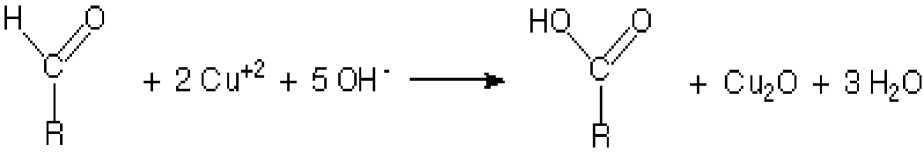 H O HO O
C + 2 Cu⁺² + 5 OH⁻ C + Cu₂O + 3 H₂O
R R